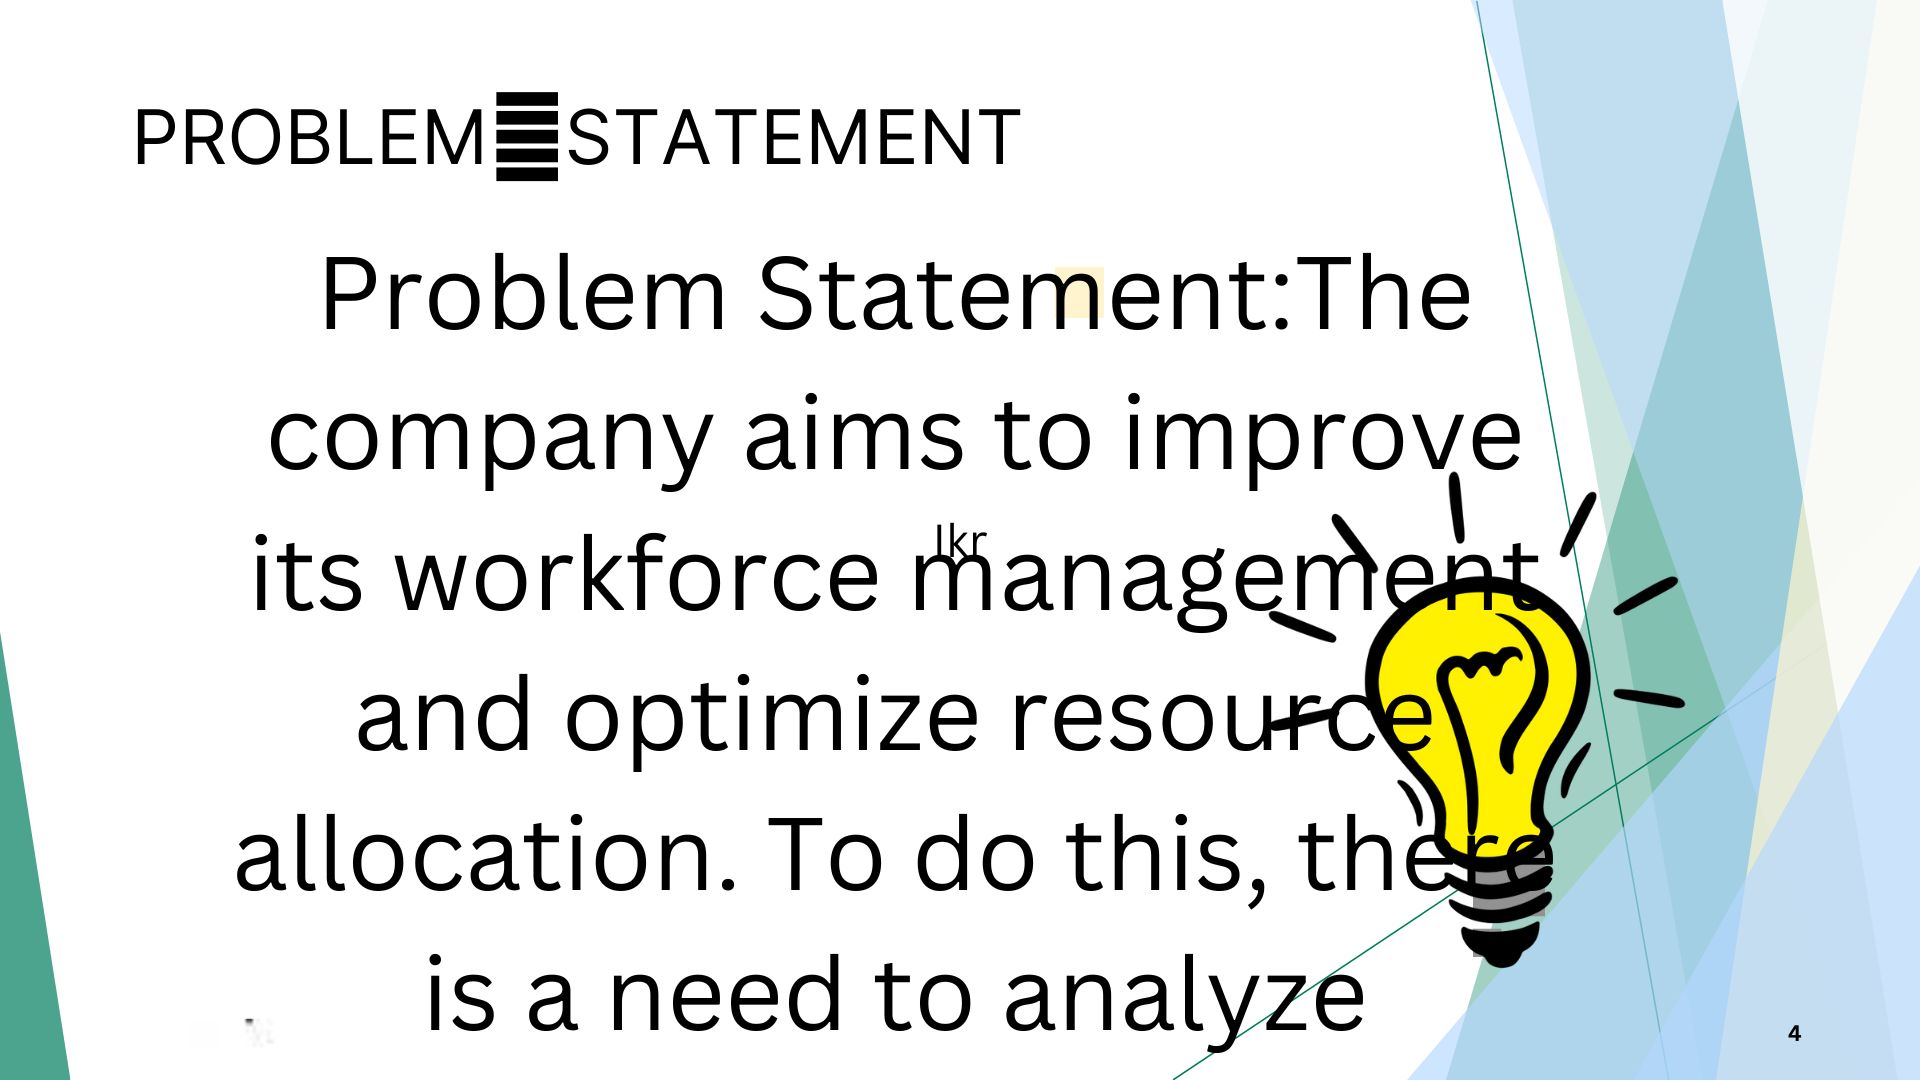 PROBLEM STATEMENT
Problem Statement:The
company aims to improve
Ikr
its workforce management
and optimize resource
allocation. To do this, there
is a need to analyze
4